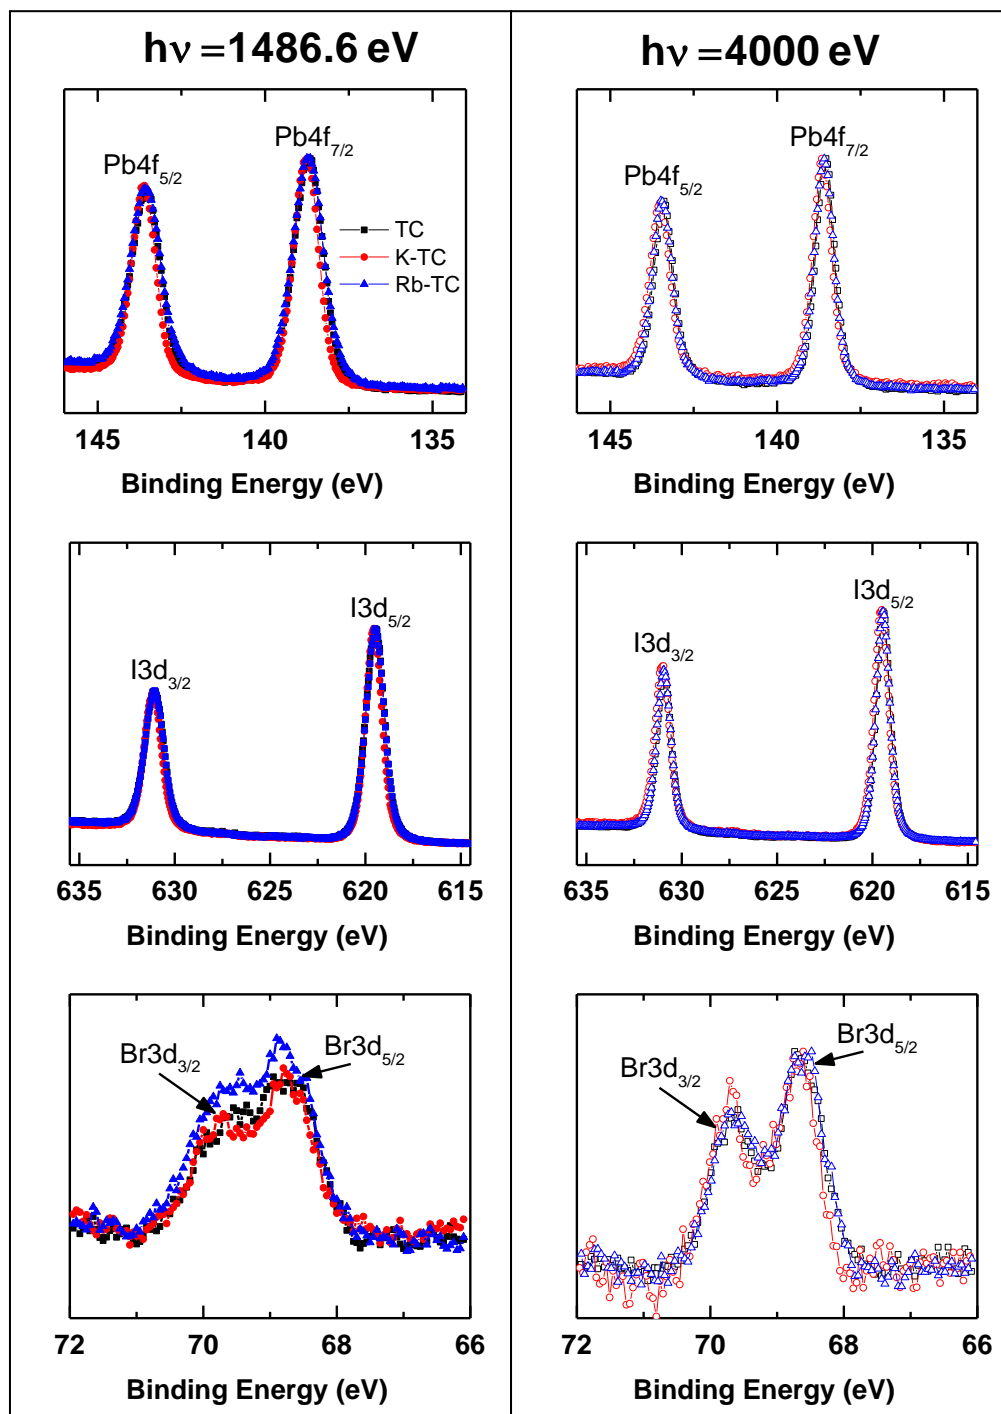 hν =1486.6 eV
Pb4f5/2
Pb4f7/2
TC
K-TC
Rb-TC
145 140 135
Binding Energy (eV)
I3d3/2
I3d5/2
635 630 625 620 615
Binding Energy (eV)
Br3d3/2
Br3d5/2
72 70 68 66
Binding Energy (eV)
hν =4000 eV
Pb4f5/2
Pb4f7/2
145 140 135
Binding Energy (eV)
I3d3/2
I3d5/2
635 630 625 620 615
Binding Energy (eV)
Br3d3/2
Br3d5/2
72 70 68 66
Binding Energy (eV)